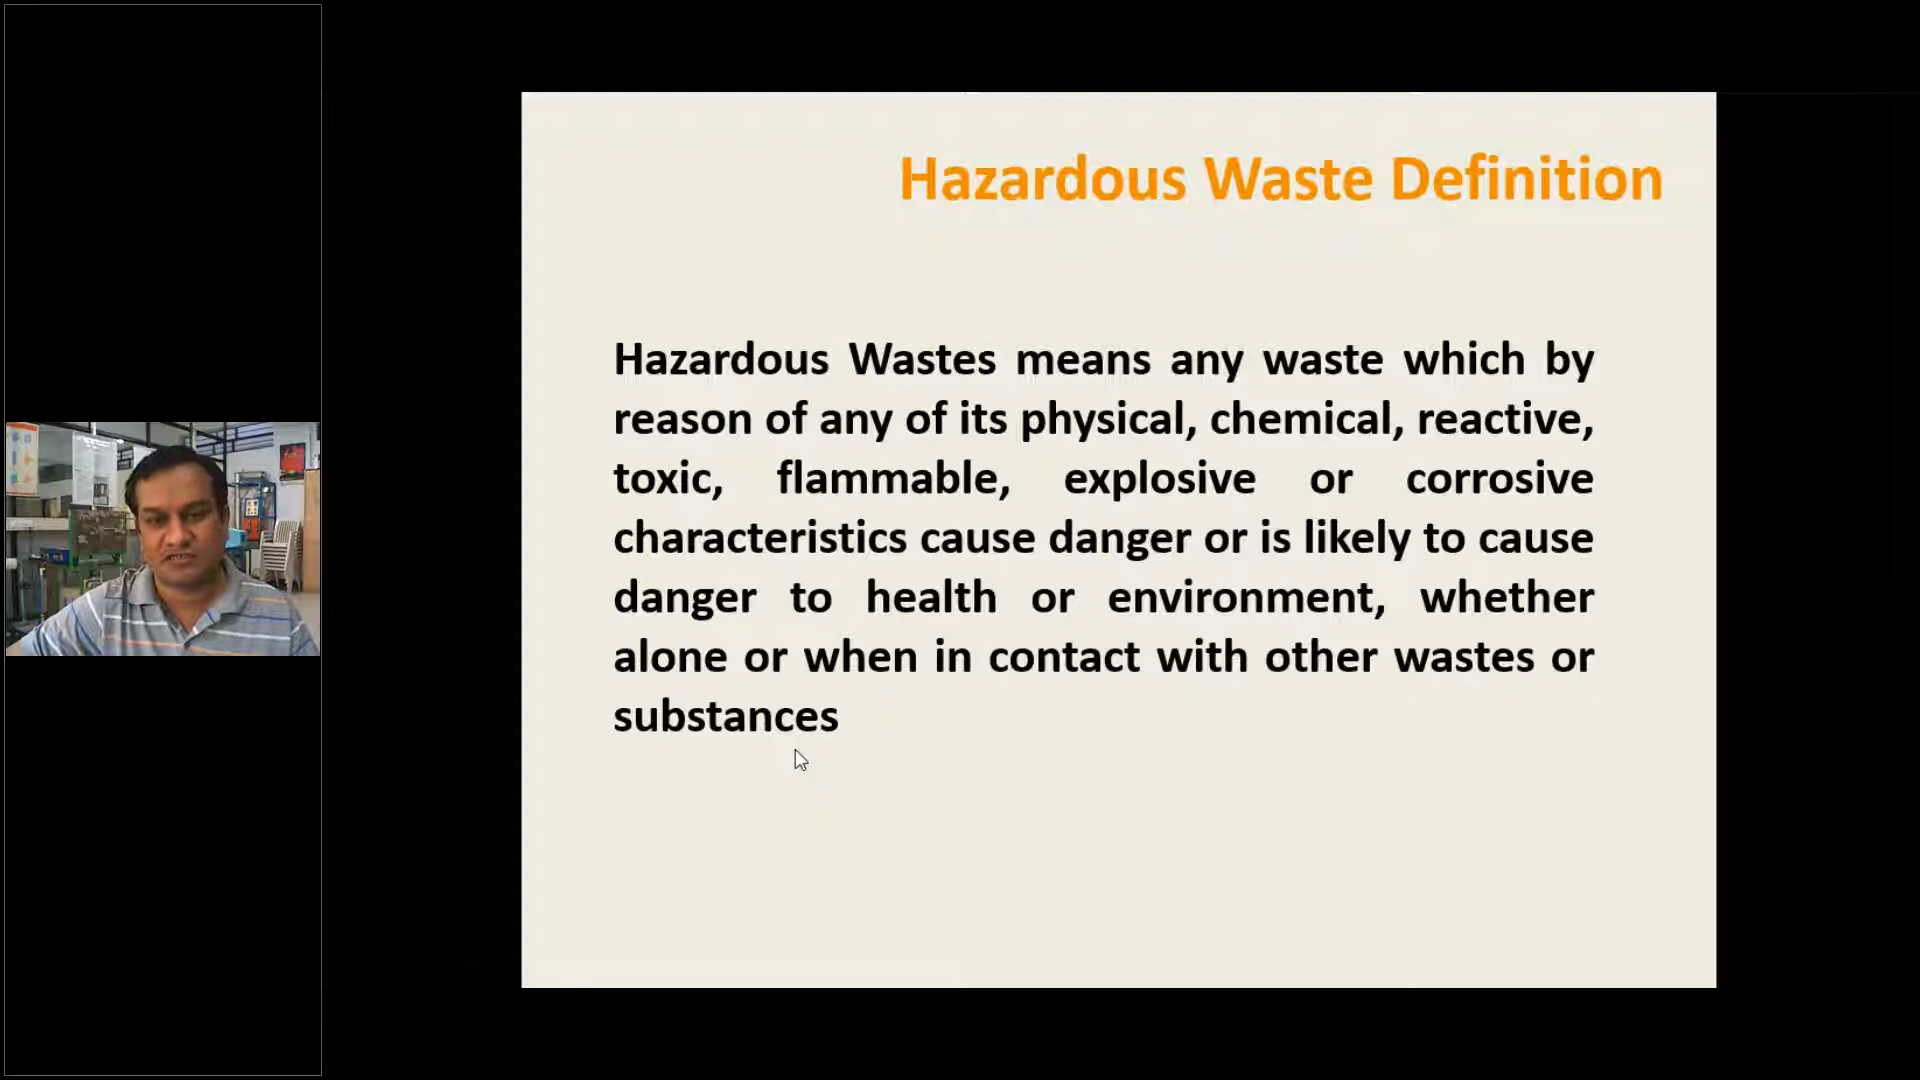 Hazardous Waste Definition
Hazardous Wastes means any waste which by
reason of any of its physical, chemical, reactive,
toxic, flammable, explosive or corrosive
characteristics cause danger or is likely to cause
danger to health or environment, whether
alone or when in contact with other wastes or
substances